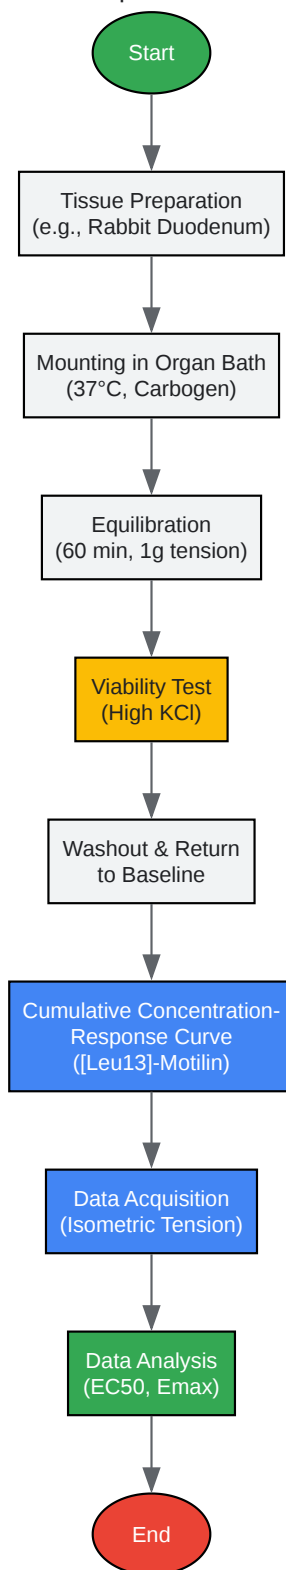 Start
Tissue Preparation
(e.g., Rabbit Duodenum)
Mounting in Organ Bath
(37°C, Carbogen)
Equilibration
(60 min, 1g tension)
Viability Test
(High KCl)
Washout & Return
to Baseline
Cumulative Concentration-
Response Curve
([Leu13]-Motilin)
Data Acquisition
(Isometric Tension)
Data Analysis
(EC50, Emax)
End